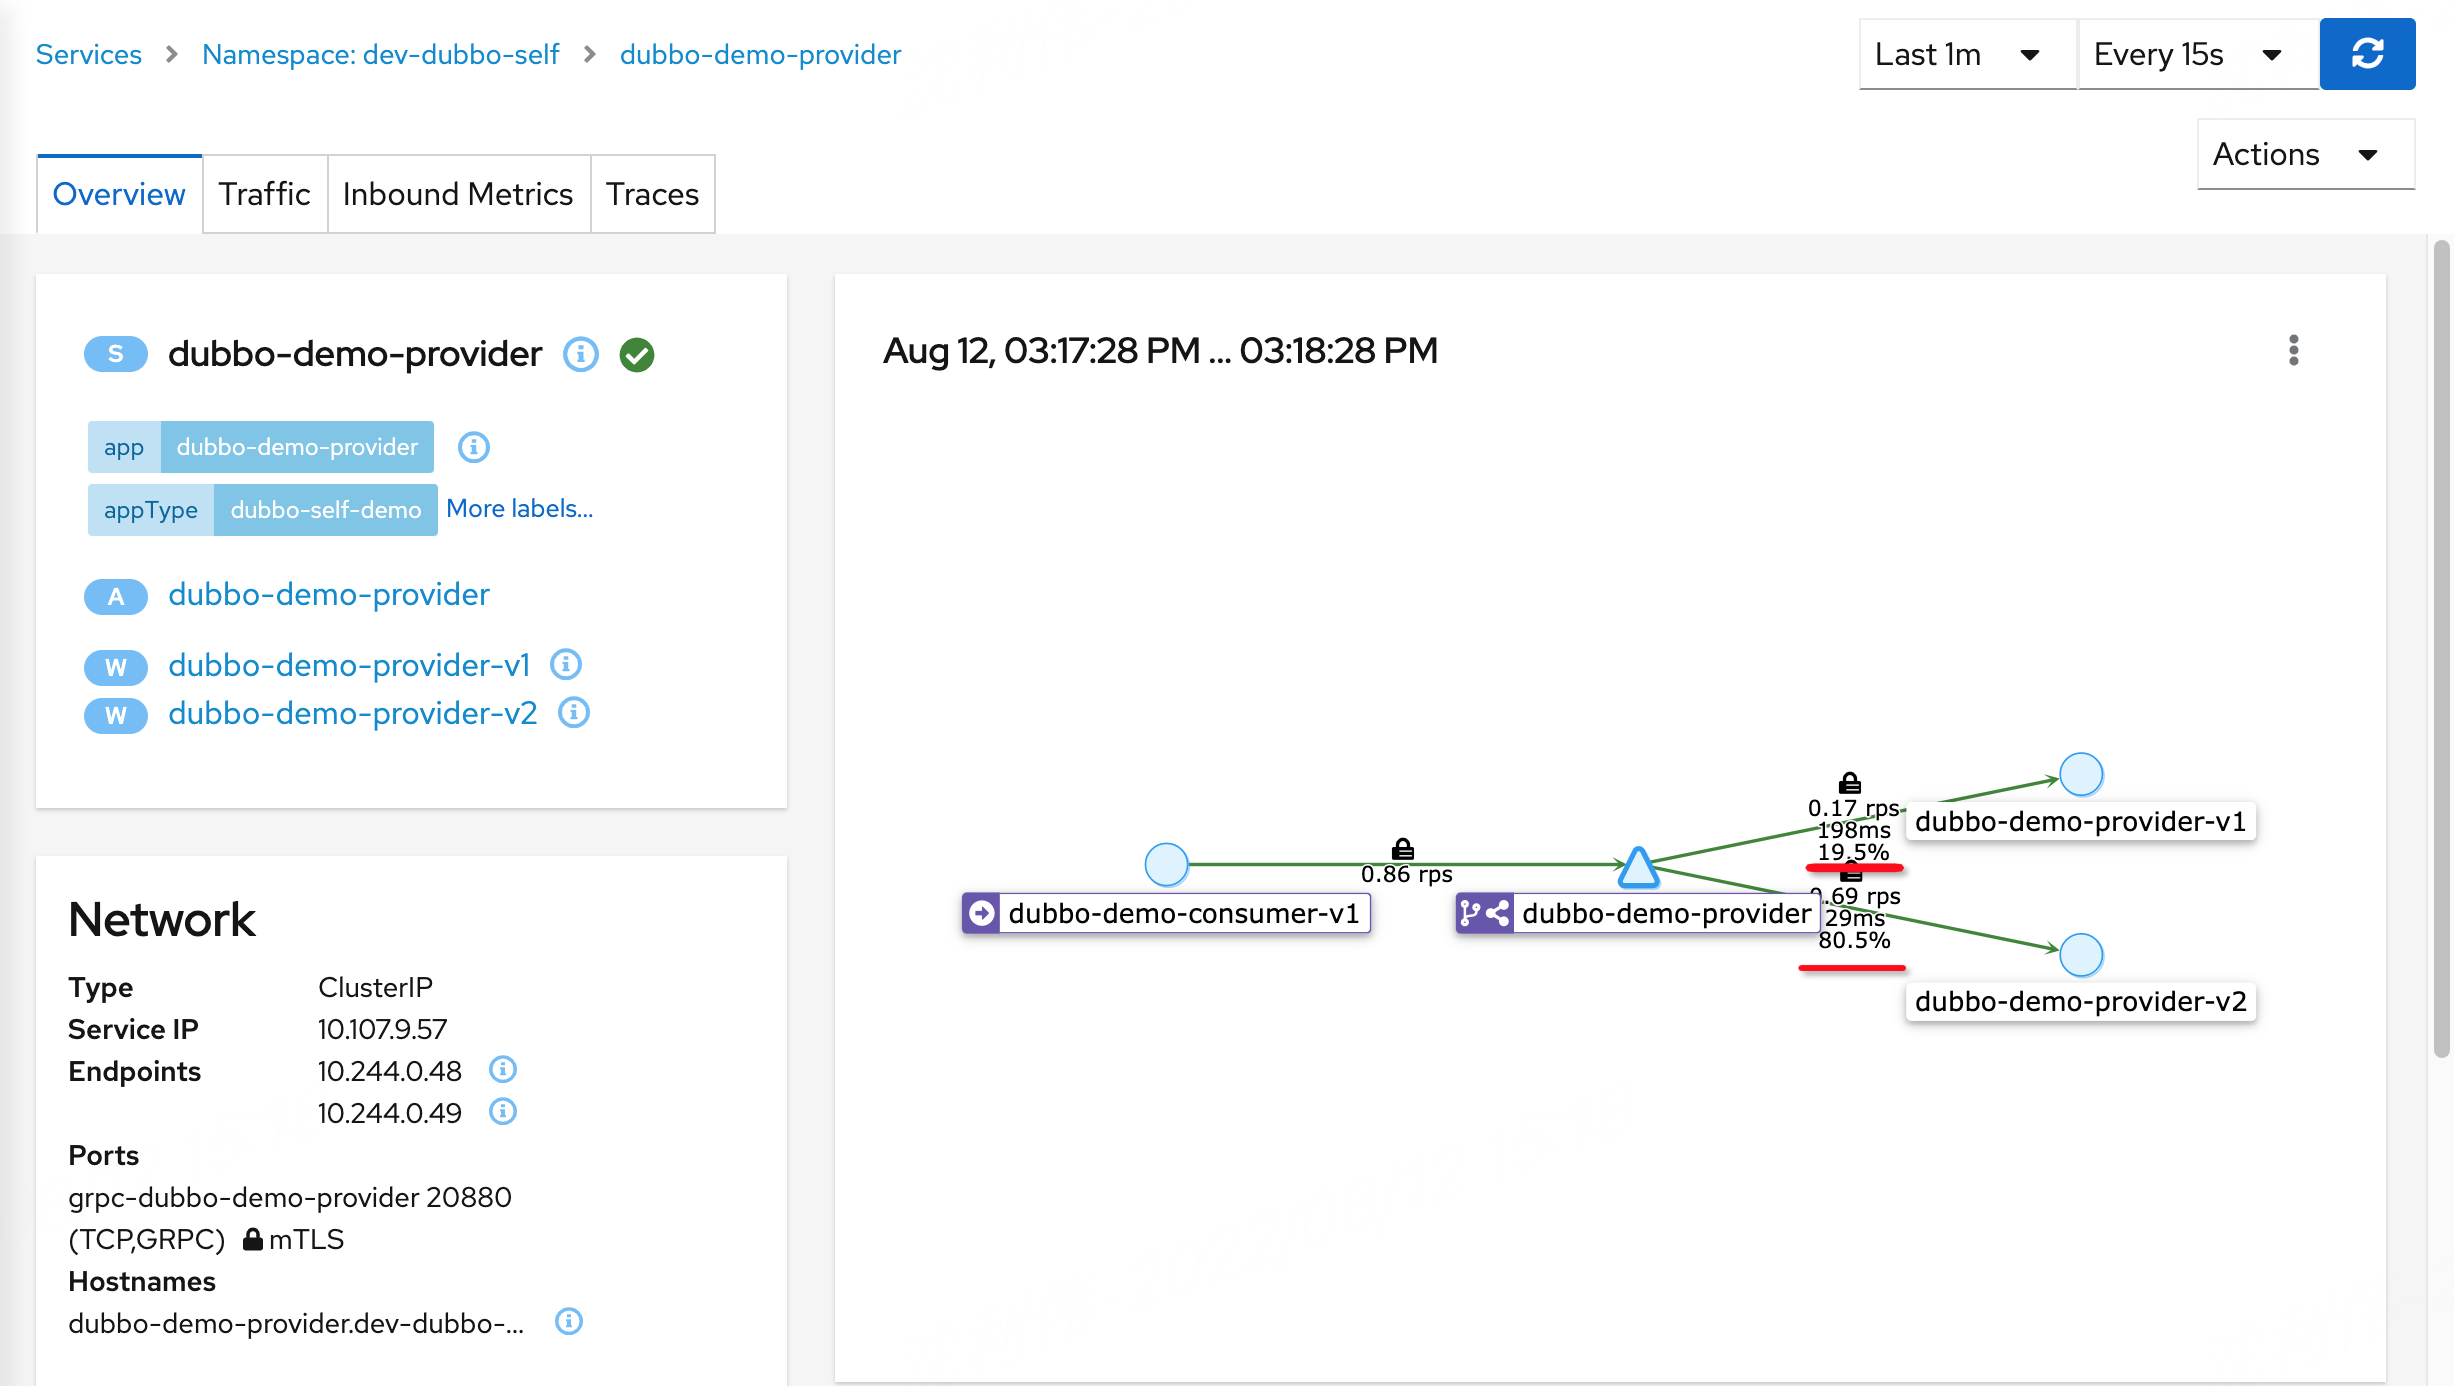 Services > Namespace: dev-dubbo-self > dubbo-demo-provider
Last 1m
Every 15s
Actions
Overview
Traffic
Inbound Metrics
Traces
S dubbo-demo-provider
app dubbo-demo-provider
appType dubbo-self-demo More labels...
A dubbo-demo-provider
W dubbo-demo-provider-v1
W dubbo-demo-provider-v2
Network
Type ClusterIP
Service IP 10.107.9.57
Endpoints 10.244.0.48
10.244.0.49
Ports
grpc-dubbo-demo-provider 20880
(TCP,GRPC) mTLS
Hostnames
dubbo-demo-provider.dev-dubbo-...
Aug 12, 03:17:28 PM ... 03:18:28 PM
dubbo-demo-consumer-v1
0.86 rps
dubbo-demo-provider
0.17 rps
198ms
19.5%
dubbo-demo-provider-v1
.69 rps
29ms
80.5%
dubbo-demo-provider-v2